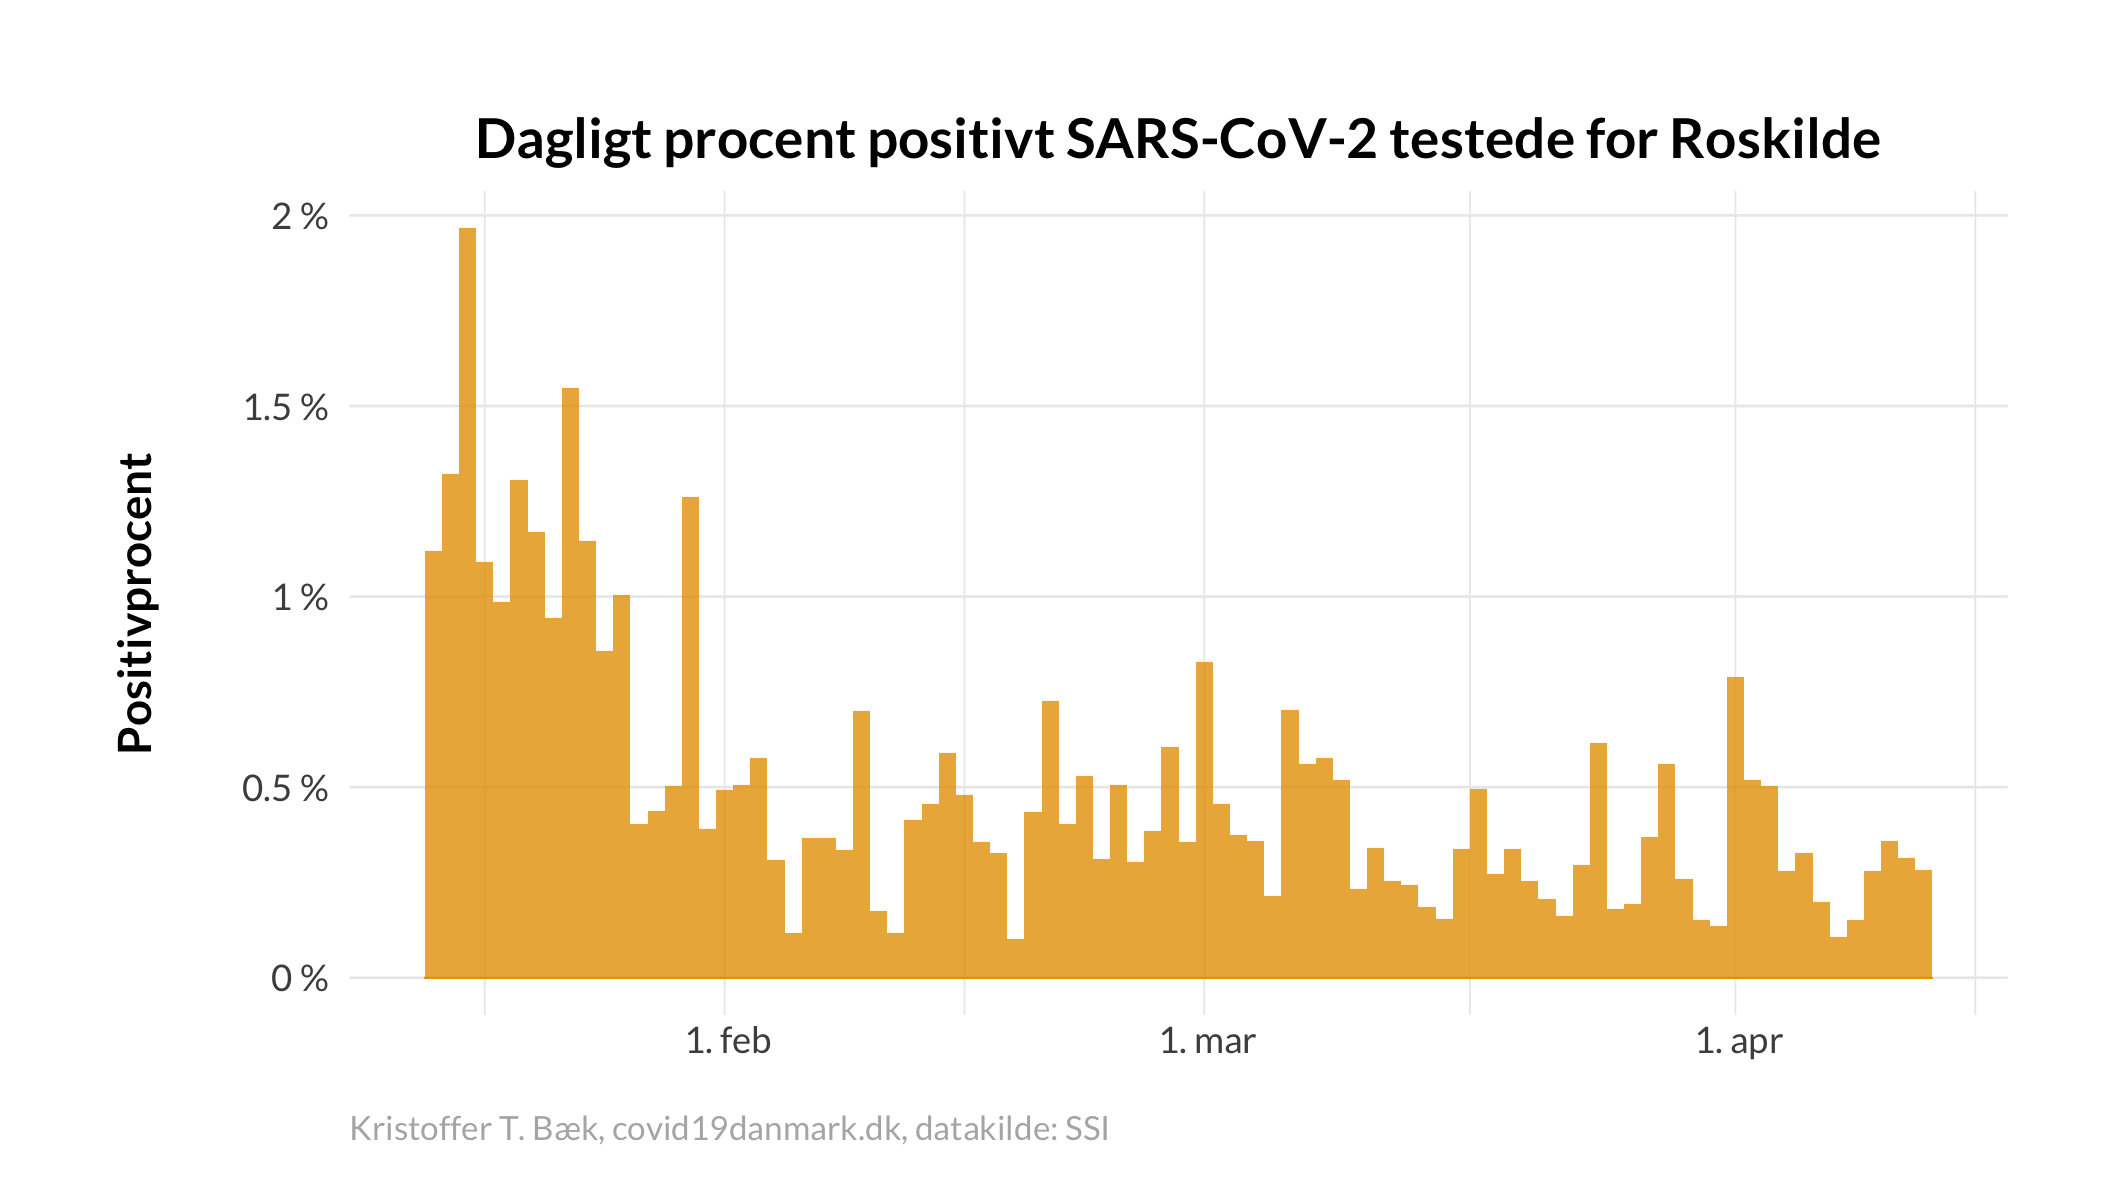 Dagligt procent positivt SARS-CoV-2 testede for Roskilde
Positivprocent
2 %
1.5 %
1 %
0.5 %
0 %
1. feb
1. mar
1. apr
Kristoffer T. Bæk, covid19danmark.dk, datakilde: SSI